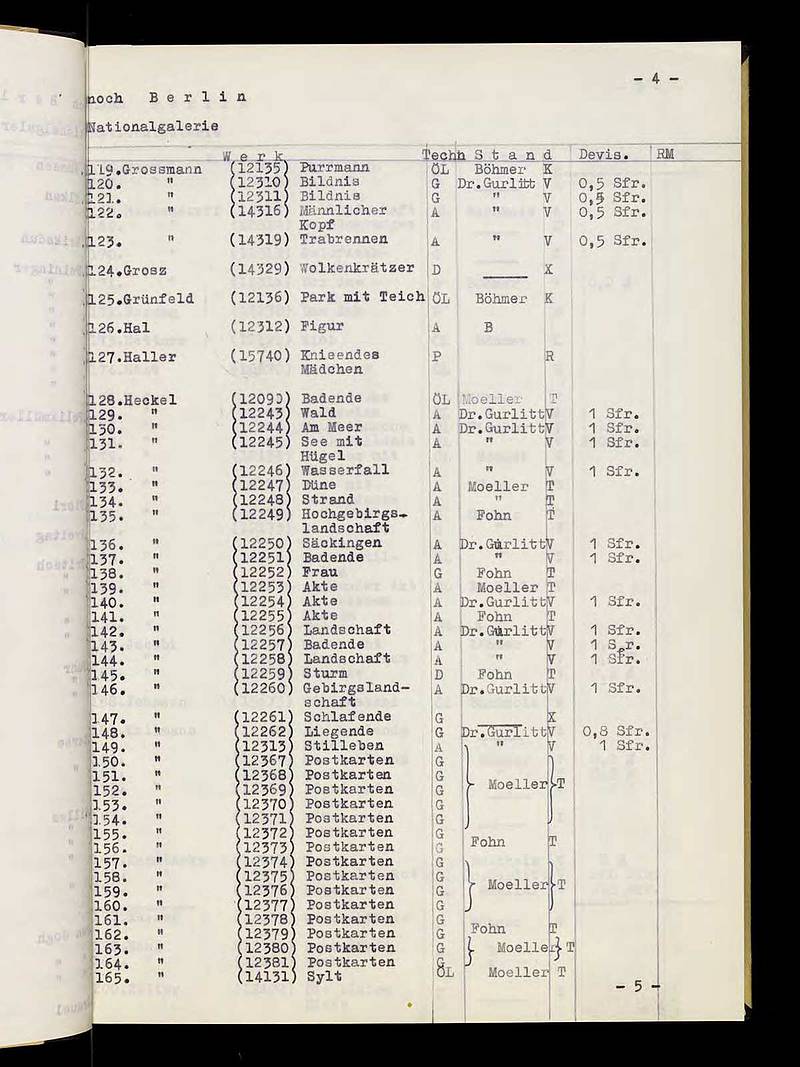 - 4 -
noch B e r l i n
Nationalgalerie
W e r k Techn S t a n d Devis. RM
119.Grossmann (12135) Purrmann ÖL Böhmer K
120. " (12310) Bildnis G Dr.Gurlitt V 0,5 Sfr.
121. " (12311) Bildnis G " V 0,5 Sfr.
122. " (14316) Männlicher A " V 0,5 Sfr.
Kopf
123. " (14319) Trabrennen A " V 0,5 Sfr.
124.Grosz (14329) Wolkenkrätzer D ____ X
125.Grünfeld (12136) Park mit Teich ÖL Böhmer K
126.Hal (12312) Figur A B
127.Haller (15740) Knieendes P R
Mädchen
128.Heckel (12090) Badende ÖL Moeller T
129. " (12243) Wald A Dr.Gurlitt V 1 Sfr.
130. " (12244) Am Meer A Dr.Gurlitt V 1 Sfr.
131. " (12245) See mit A " V 1 Sfr.
Hügel
132. " (12246) Wasserfall A " V 1 Sfr.
133. " (12247) Düne A Moeller T
134. " (12248) Strand A " T
135. " (12249) Hochgebirgs- A Fohn T
landschaft
136. " (12250) Säckingen A Dr.Gurlitt V 1 Sfr.
137. " (12251) Badende A " V 1 Sfr.
138. " (12252) Frau G Fohn T
139. " (12253) Akte A Moeller T
140. " (12254) Akte A Dr.Gurlitt V 1 Sfr.
141. " (12255) Akte A Fohn T
142. " (12256) Landschaft A Dr.Gurlitt V 1 Sfr.
143. " (12257) Badende A " V 1 Sfr.
144. " (12258) Landschaft A " V 1 Sfr.
145. " (12259) Sturm D Fohn T
146. " (12260) Gebirgsland- A Dr.Gurlitt V 1 Sfr.
schaft
147. " (12261) Schlafende G ____ X
148. " (12262) Liegende G Dr.Gurlitt V 0,8 Sfr.
149. " (12313) Stilleben A " V 1 Sfr.
150. " (12367) Postkarten G
151. " (12368) Postkarten G
152. " (12369) Postkarten G Moeller T
153. " (12370) Postkarten G
154. " (12371) Postkarten G
155. " (12372) Postkarten G
156. " (12373) Postkarten G Fohn T
157. " (12374) Postkarten G
158. " (12375) Postkarten G Moeller T
159. " (12376) Postkarten G
160. " (12377) Postkarten G
161. " (12378) Postkarten G
162. " (12379) Postkarten G Fohn T
163. " (12380) Postkarten G Moeller T
164. " (12381) Postkarten G
165. " (14131) Sylt ÖL Moeller T
- 5 -